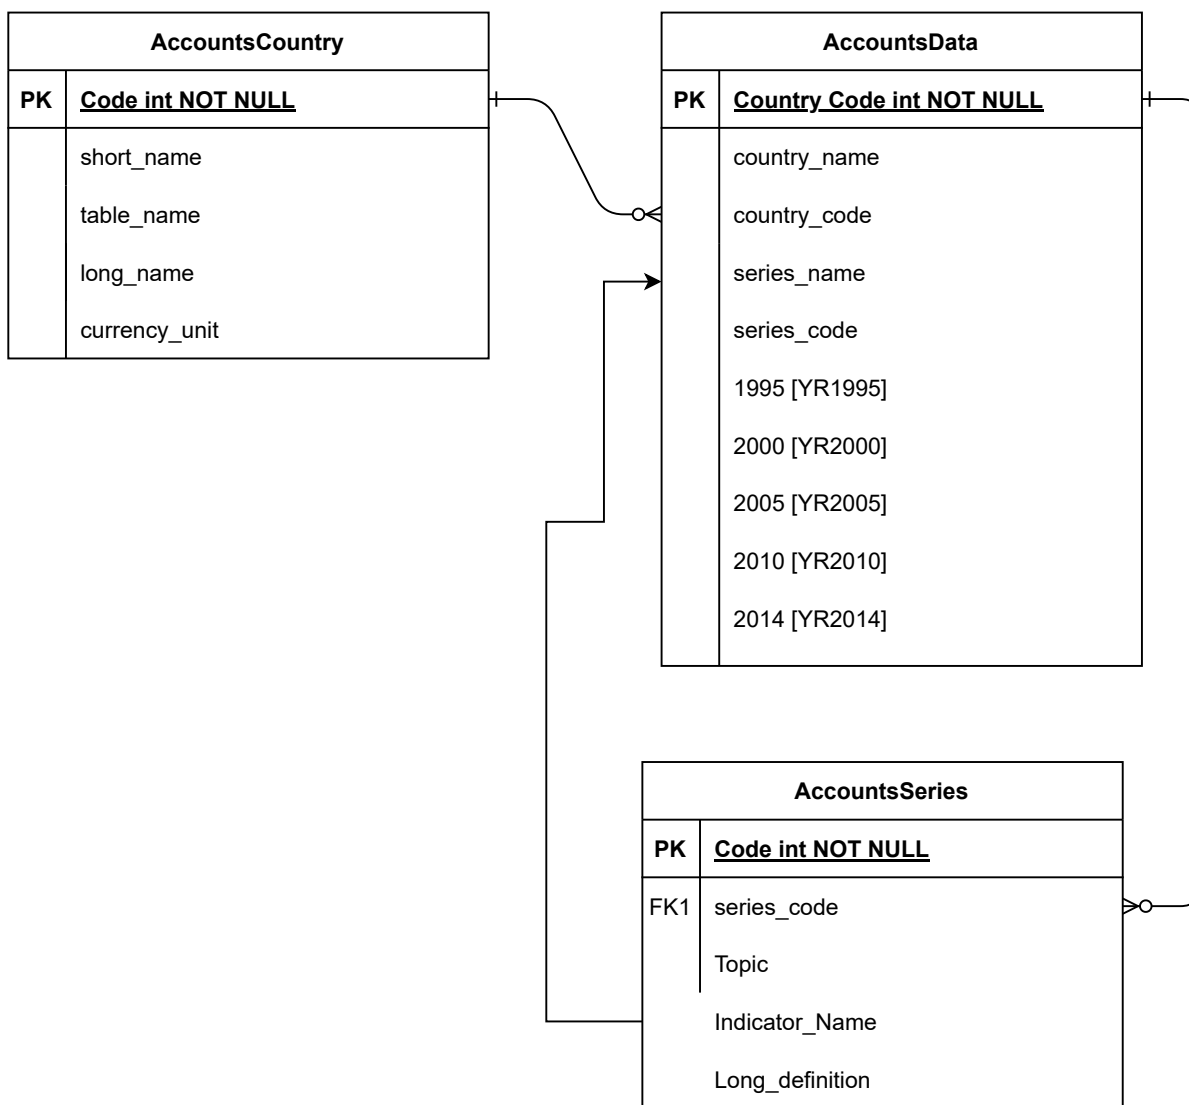 AccountsCountry
PK Code int NOT NULL
short_name
table_name
long_name
currency_unit
AccountsData
PK Country Code int NOT NULL
country_name
country_code
series_name
series_code
1995 [YR1995]
2000 [YR2000]
2005 [YR2005]
2010 [YR2010]
2014 [YR2014]
AccountsSeries
PK Code int NOT NULL
FK1 series_code
Topic
Indicator_Name
Long_definition